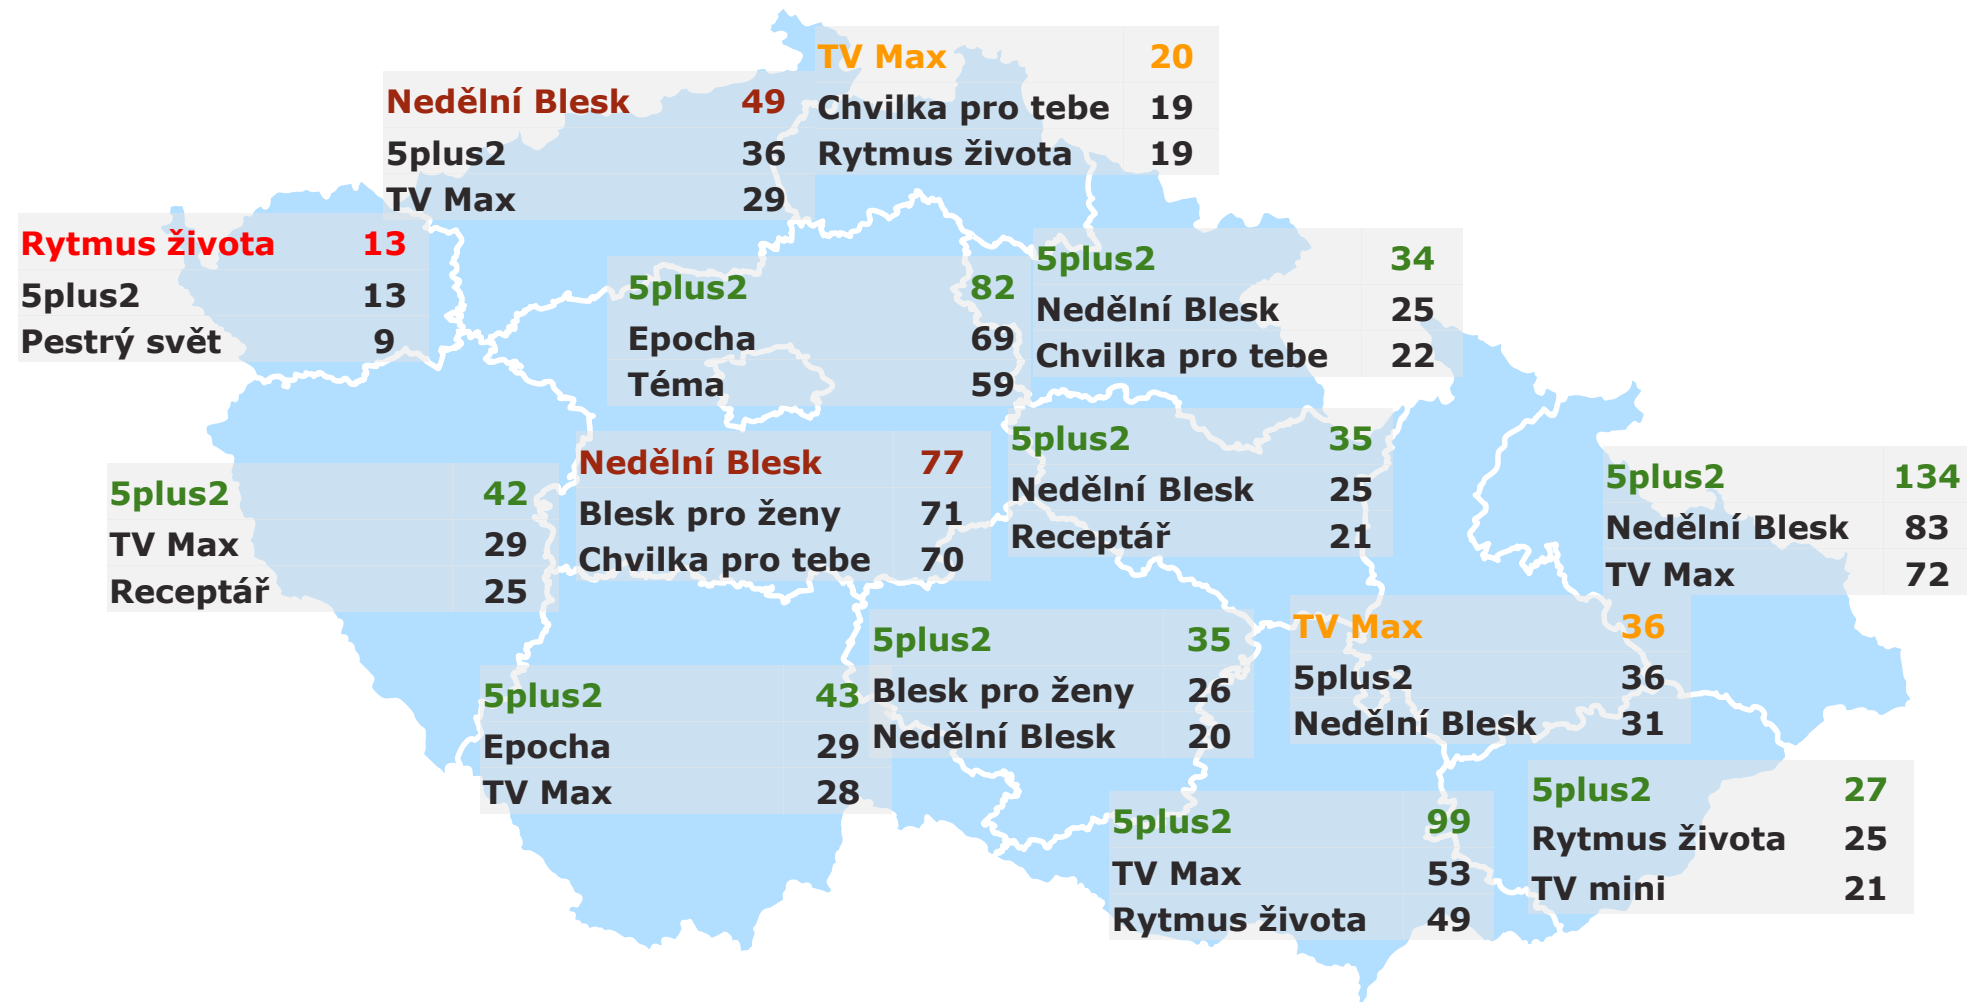 TV Max 20
Chvilka pro tebe 19
Rytmus života 19
Nedělní Blesk 49
5plus2 36
TV Max 29
Rytmus života 13
5plus2 13
Pestrý svět 9
5plus2 82
Epocha 69
Téma 59
5plus2 34
Nedělní Blesk 25
Chvilka pro tebe 22
5plus2 42
TV Max 29
Receptář 25
Nedělní Blesk 77
Blesk pro ženy 71
Chvilka pro tebe 70
5plus2 35
Nedělní Blesk 25
Receptář 21
5plus2 134
Nedělní Blesk 83
TV Max 72
5plus2 43
Epocha 29
TV Max 28
5plus2 35
Blesk pro ženy 26
Nedělní Blesk 20
TV Max 36
5plus2 36
Nedělní Blesk 31
5plus2 99
TV Max 53
Rytmus života 49
5plus2 27
Rytmus života 25
TV mini 21